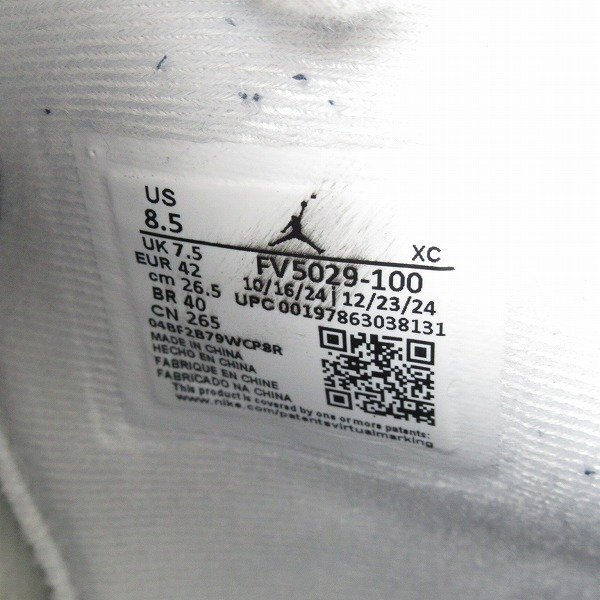 US
8.5
XC
UK 7.5
EUR 42
cm 26.5
BR 40
CN 265
FV5029-100
10/16/24 | 12/23/24
UPC 00197863038131
04BF2B79WCP8R
MADE IN CHINA
HECHO EN CHINA
FABRIQUE EN CHINE
FABRICADO NA CHINA
This product is covered by one or more patents:
www.nike.com/patentsvirtualmarking